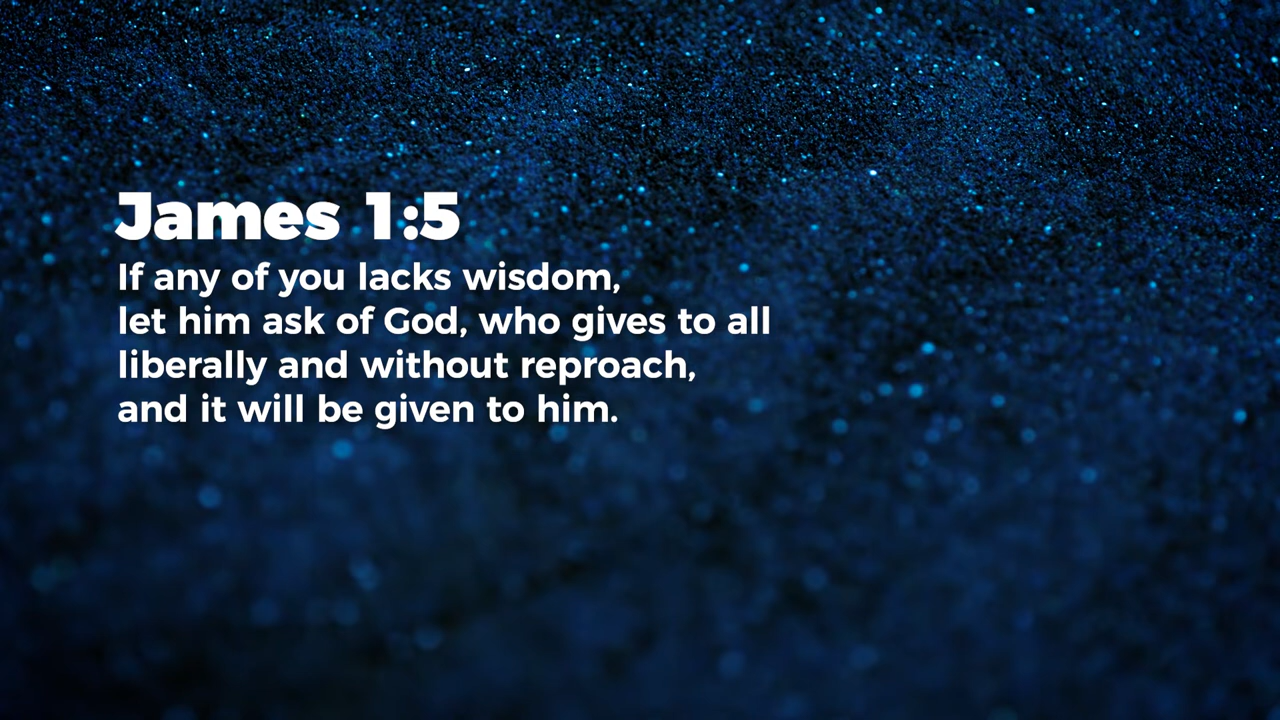 James 1:5
If any of you lacks wisdom,
let him ask of God, who gives to all
liberally and without reproach,
and it will be given to him.